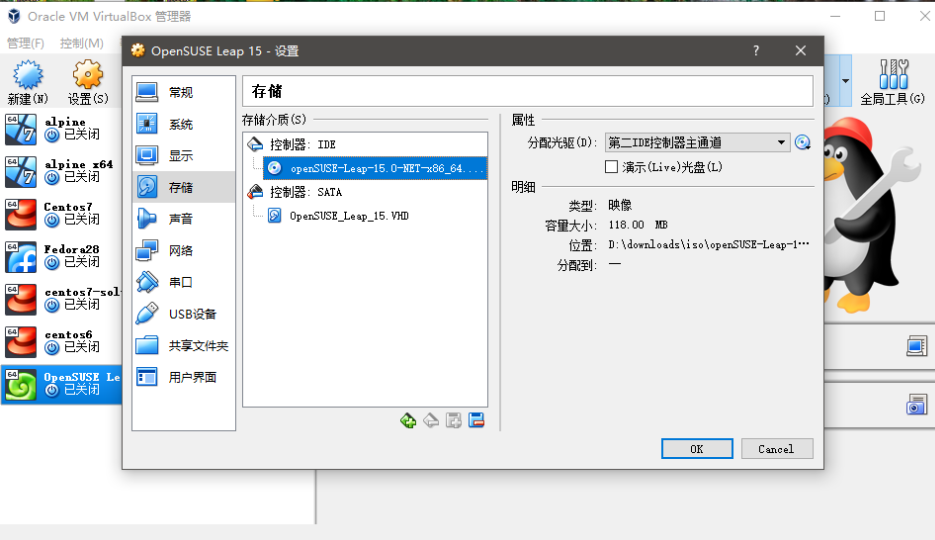 Oracle VM VirtualBox 管理器
管理(F) 控制(M)
新建(N) 设置(S)
全局工具(G)
64 alpine
已关闭
64 alpine x64
已关闭
64 Centos7
已关闭
64 Fedora28
已关闭
64 centos7-sol
已关闭
64 centos6
已关闭
64 OpenSUSE Le
已关闭
OpenSUSE Leap 15 - 设置
?
常规
系统
显示
存储
声音
网络
串口
USB设备
共享文件夹
用户界面
存储
存储介质(S)
控制器: IDE
openSUSE-Leap-15.0-NET-x86_64....
控制器: SATA
OpenSUSE_Leap_15.VHD
属性
分配光驱(D): 第二IDE控制器主通道
演示(Live)光盘(L)
明细
类型: 映像
容量大小: 118.00 MB
位置: D:\downloads\iso\openSUSE-Leap-1⋯
分配到: —
OK Cancel